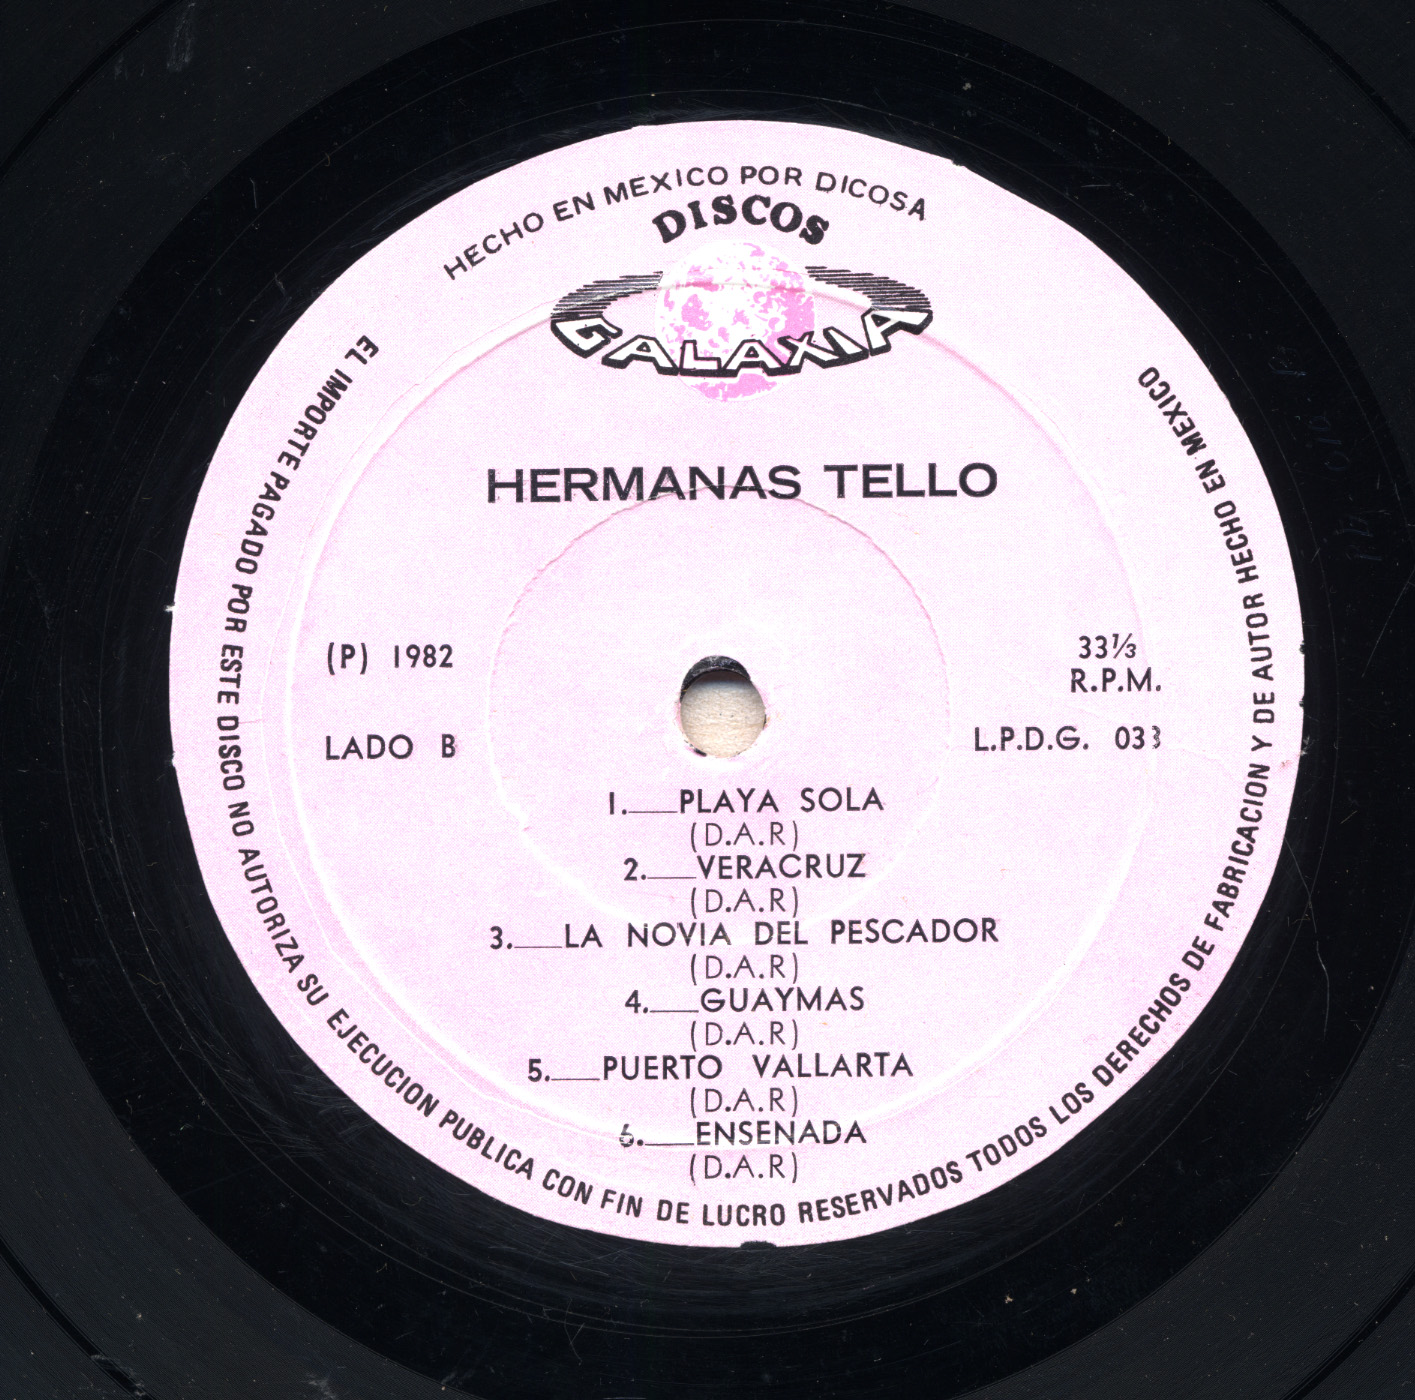 HECHO EN MEXICO POR DICOSA
DISCOS
GALAXIA
HERMANAS TELLO
(P) 1982
33⅓
R.P.M.
LADO B
L.P.D.G. 033
1.__PLAYA SOLA
(D.A.R)
2.__VERACRUZ
(D.A.R)
3.__LA NOVIA DEL PESCADOR
(D.A.R)
4.__GUAYMAS
(D.A.R)
5.__PUERTO VALLARTA
(D.A.R)
6.__ENSENADA
(D.A.R)
EL IMPORTE PAGADO POR ESTE DISCO NO AUTORIZA SU EJECUCION PUBLICA CON FIN DE LUCRO RESERVADOS TODOS LOS DERECHOS DE FABRICACION Y DE AUTOR HECHO EN MEXICO